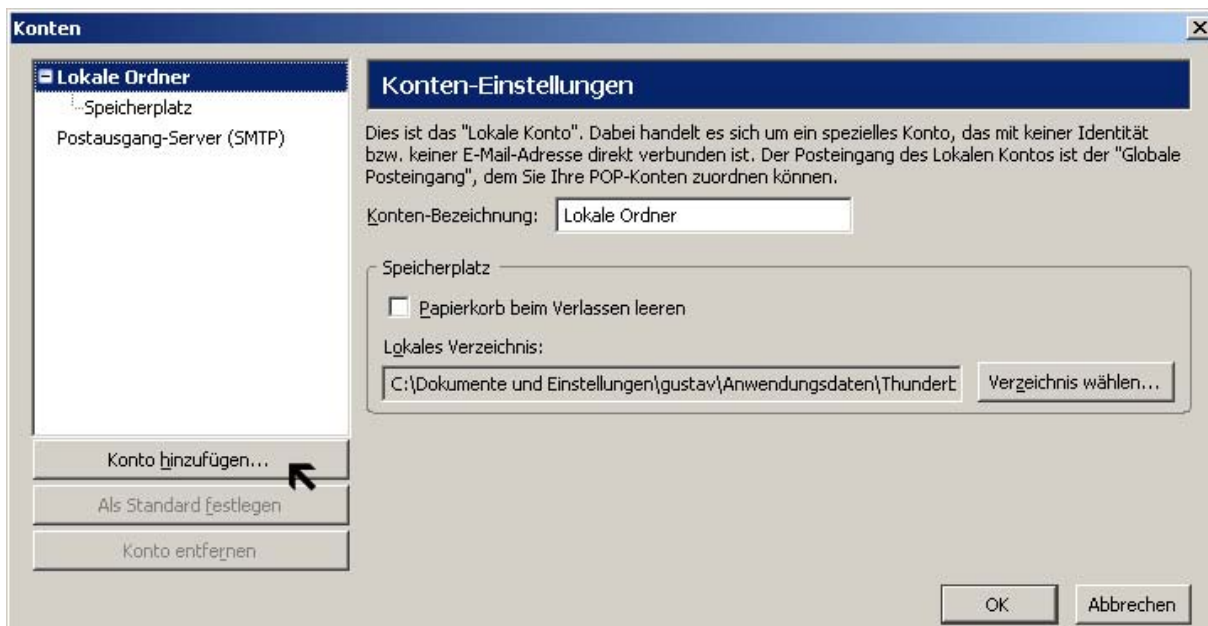 Konten
Lokale Ordner
Speicherplatz
Postausgang-Server (SMTP)
Konto hinzufügen...
Als Standard festlegen
Konto entfernen
Konten-Einstellungen
Dies ist das "Lokale Konto". Dabei handelt es sich um ein spezielles Konto, das mit keiner Identität
bzw. keiner E-Mail-Adresse direkt verbunden ist. Der Posteingang des Lokalen Kontos ist der "Globale
Posteingang", dem Sie Ihre POP-Konten zuordnen können.
Konten-Bezeichnung: Lokale Ordner
Speicherplatz
Papierkorb beim Verlassen leeren
Lokales Verzeichnis:
C:\Dokumente und Einstellungen\gustav\Anwendungsdaten\Thunderb Verzeichnis wählen...
OK Abbrechen